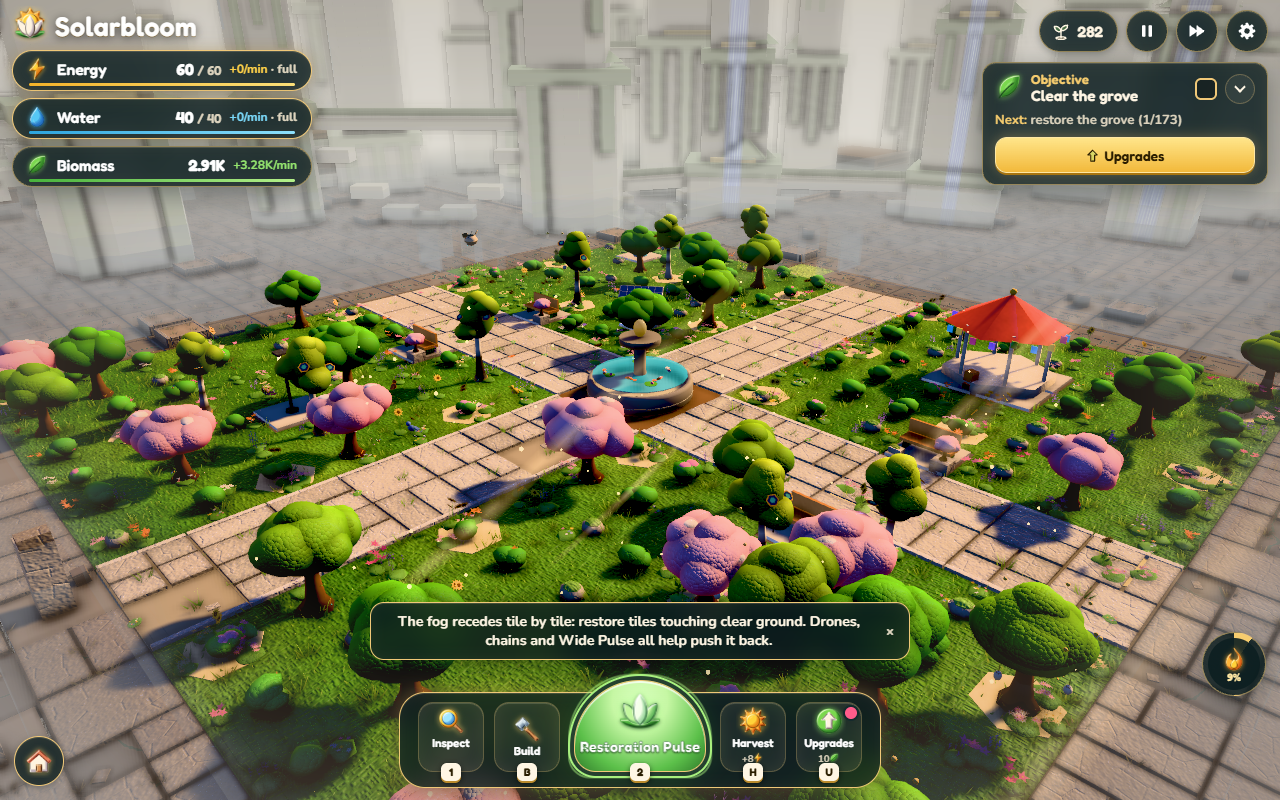 Solarbloom
Energy 60 / 60 +0/min · full
Water 40 / 40 +0/min · full
Biomass 2.91K +3.28K/min
282
Objective
Clear the grove
Next: restore the grove (1/173)
Upgrades
The fog recedes tile by tile: restore tiles touching clear ground. Drones,
chains and Wide Pulse all help push it back.
×
9%
Inspect
1
Build
B
Restoration Pulse
2
Harvest
+8
H
Upgrades
10
U